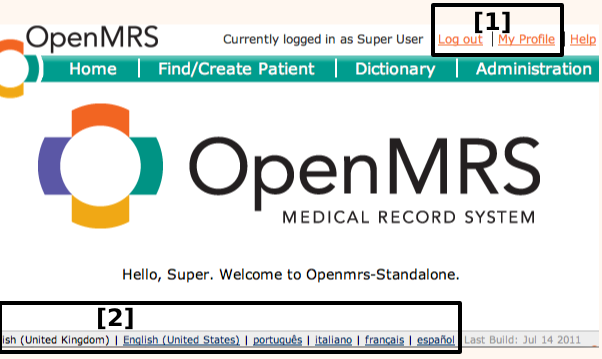 OpenMRS
Currently logged in as Super User Log out | My Profile | Help
[1]
Home | Find/Create Patient | Dictionary | Administration
OpenMRS
MEDICAL RECORD SYSTEM
Hello, Super. Welcome to Openmrs-Standalone.
[2]
ish (United Kingdom) | English (United States) | português | italiano | français | español Last Build: Jul 14 2011